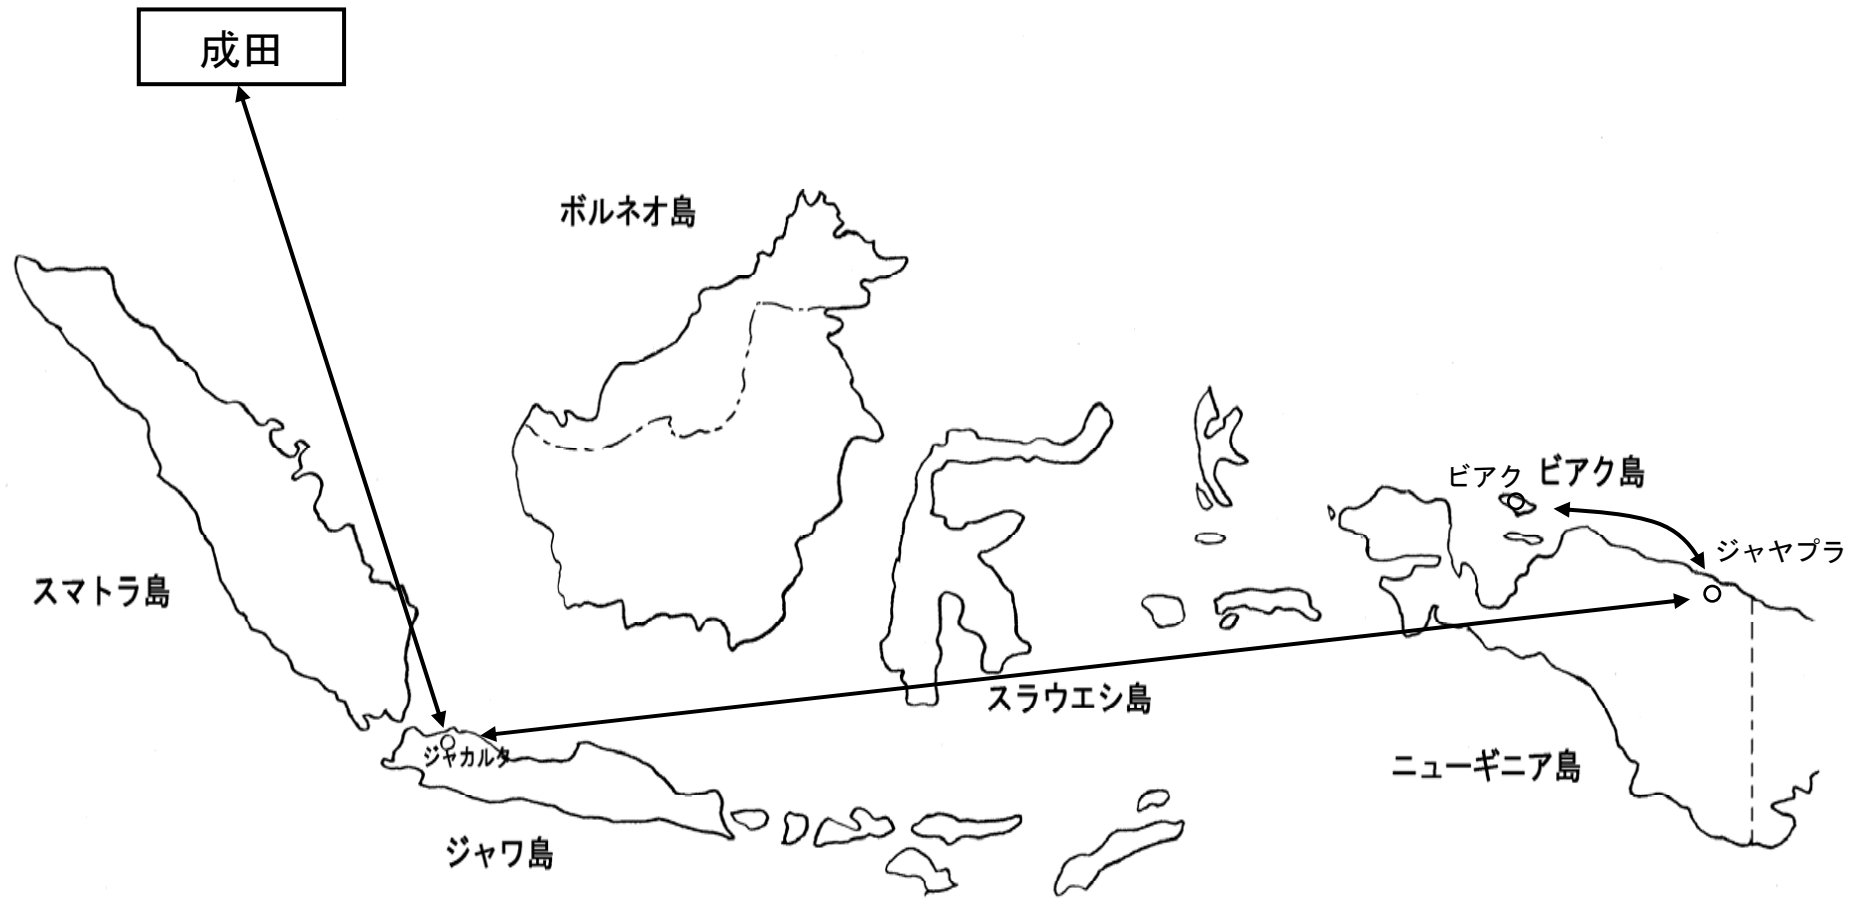 成田
ボルネオ島
ビアク
ビアク島
ジャヤプラ
スマトラ島
スラウエシ島
ジャカルタ
ニューギニア島
ジャワ島